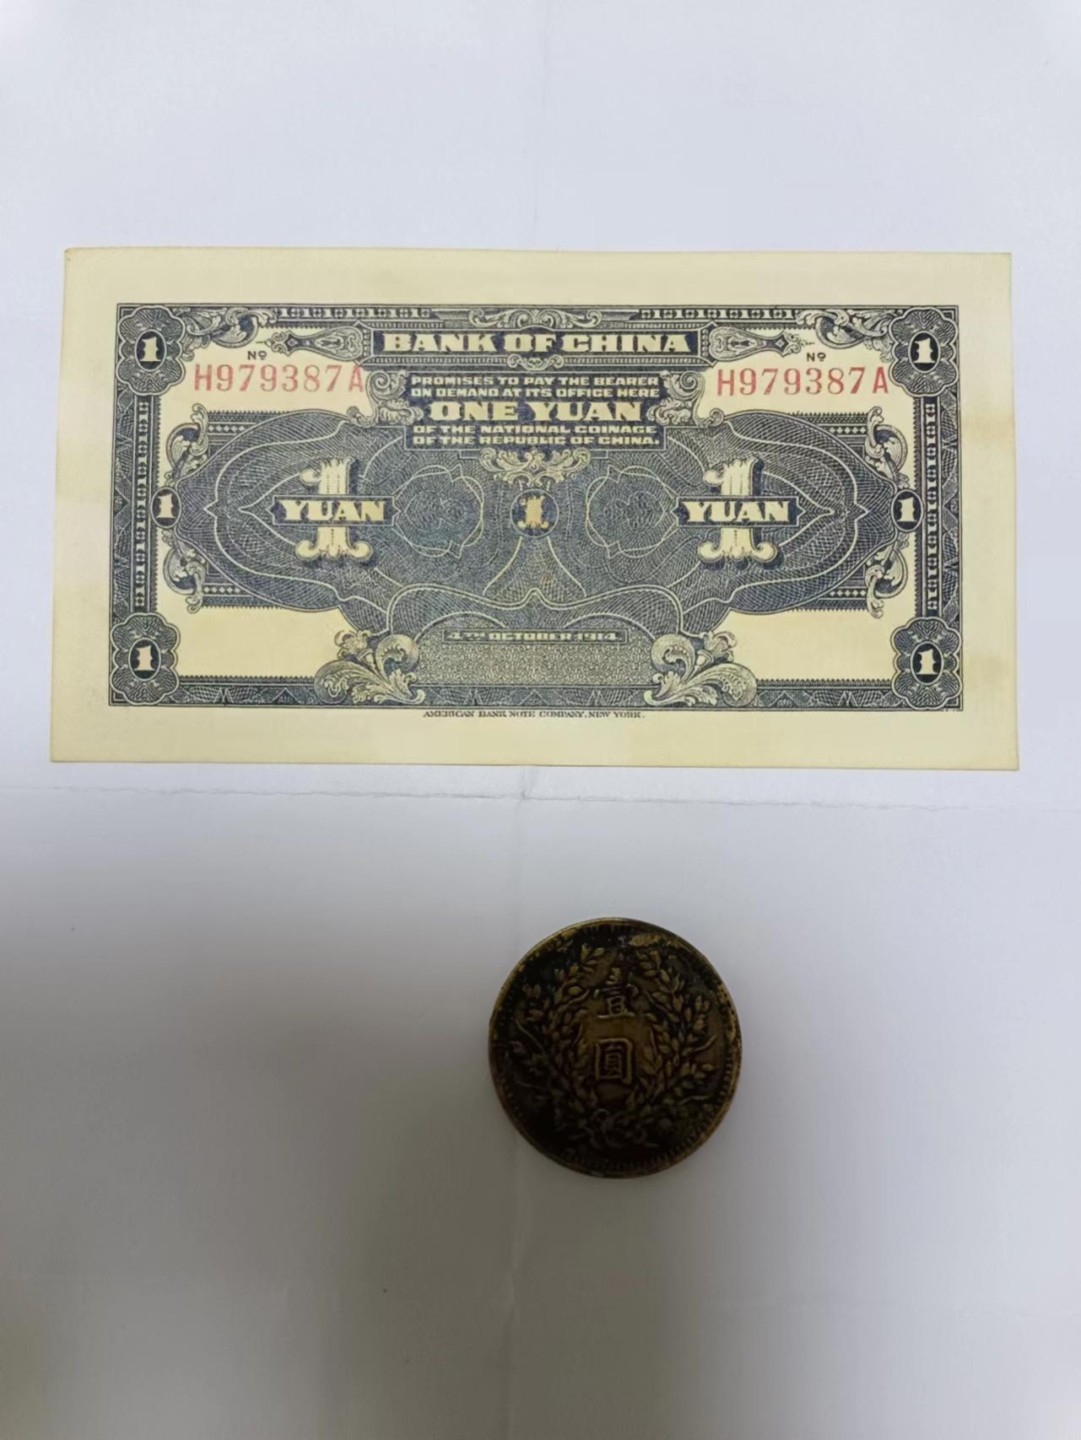 BANK OF CHINA
Nº Nº
H979387A H979387A
PROMISES TO PAY THE BEARER
ON DEMAND AT ITS OFFICE HERE
ONE YUAN
OF THE NATIONAL COINAGE
OF THE REPUBLIC OF CHINA.
1 1
1 YUAN 1 1 YUAN
1 1
4TH OCTOBER 1914
1 1
AMERICAN BANK NOTE COMPANY, NEW YORK.
壹
圓